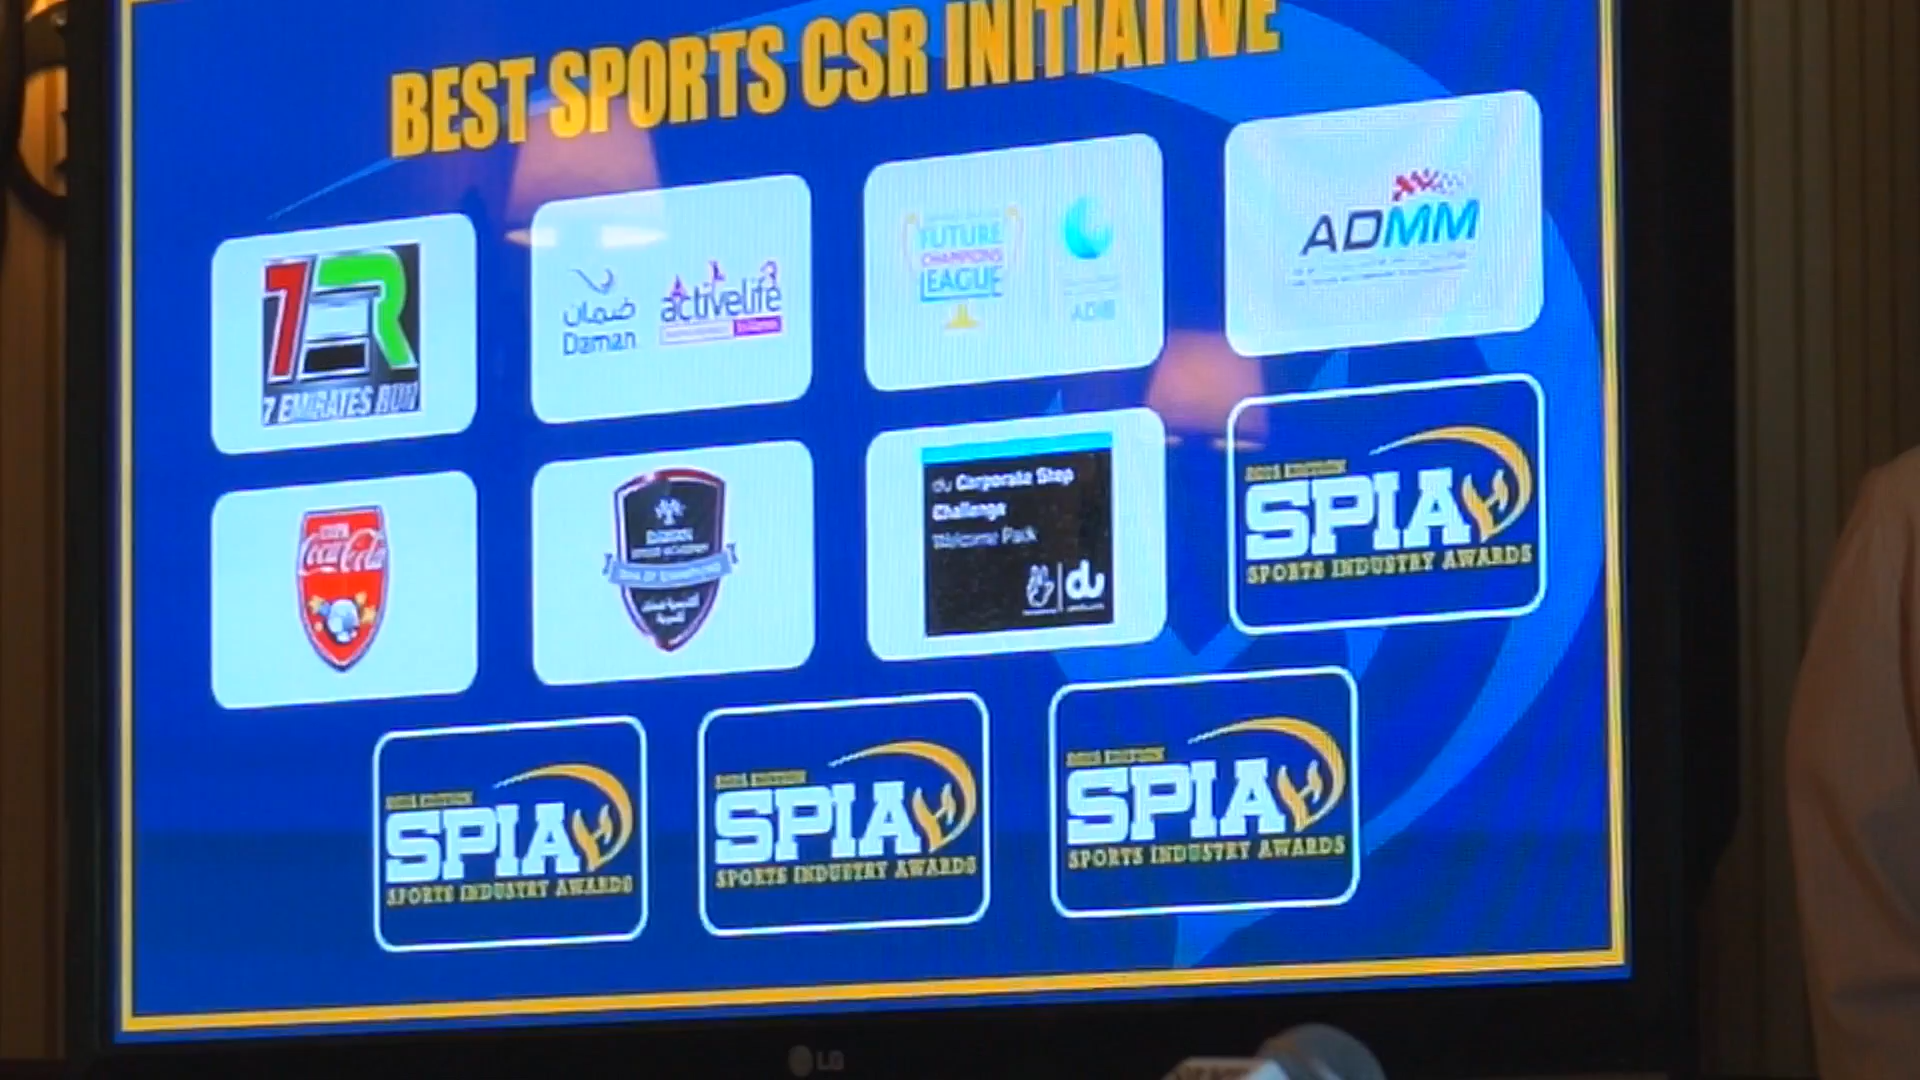 BEST SPORTS CSR INITIATIVE
7 EMIRATES RUN
ضمان
Daman
activelife
FUTURE
CHAMPIONS
LEAGUE
ADIB
ADMM
Coca-Cola
du Corporate Step
Challenge
Welcome Pack
du
SPIA
SPORTS INDUSTRY AWARDS
SPIA
SPORTS INDUSTRY AWARDS
SPIA
SPORTS INDUSTRY AWARDS
SPIA
SPORTS INDUSTRY AWARDS
LG